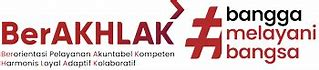 BerAKHLAK
Berorientasi Pelayanan Akuntabel Kompeten
Harmonis Loyal Adaptif Kolaboratif
#bangga
melayani
bangsa